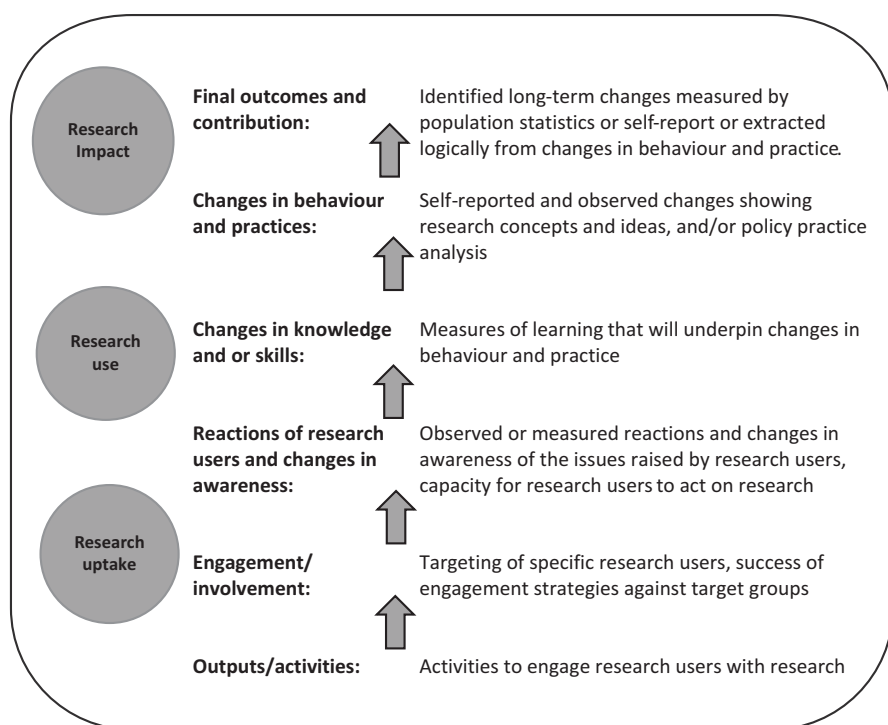 Research
Impact
Final outcomes and
contribution:
Identified long-term changes measured by
population statistics or self-report or extracted
logically from changes in behaviour and practice.
Changes in behaviour
and practices:
Self-reported and observed changes showing
research concepts and ideas, and/or policy practice
analysis
Research
use
Changes in knowledge
and or skills:
Measures of learning that will underpin changes in
behaviour and practice
Reactions of research
users and changes in
awareness:
Observed or measured reactions and changes in
awareness of the issues raised by research users,
capacity for research users to act on research
Research
uptake
Engagement/
involvement:
Targeting of specific research users, success of
engagement strategies against target groups
Outputs/activities:
Activities to engage research users with research